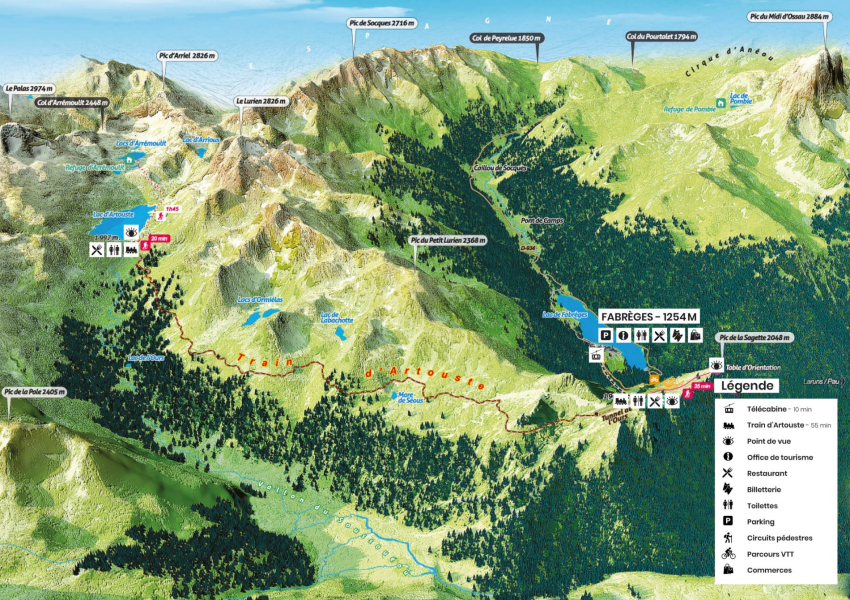 E S P A G N E
Pic de Socques 2716 m
Col de Peyrelue 1850 m
Col du Pourtalet 1794 m
Pic du Midi d'Ossau 2884 m
Cirque d'Anéou
Pic d'Arriel 2826 m
Le Palas 2974 m
Col d'Arrémoulit 2448 m
Le Lurien 2826 m
Lac de
Pombie
Refuge de Pombie
Lacs d'Arrémoulit
Lac d'Arrious
Refuge d'Arrémoulit
Caillou de Socques
Lac d'Artouste
1h45
1 997 m
20 min
Pont de Camps
D-934
Pic du Petit Lurien 2368 m
Lacs d'Ormiélas
Lac de
Labachotte
Lac de Fabrèges
FABRÈGES - 1254 M
P
Pic de la Sagette 2048 m
Table d'Orientation
Laruns / Pau
35 min
Train d'Artouste
Mare
de Séous
Tunnel de
l'Ours
Pic de la Pole 2405 m
Vallon du Soussouéou
Légende
Télécabine - 10 min
Train d'Artouste - 55 min
Point de vue
Office de tourisme
Restaurant
Billetterie
Toilettes
P Parking
Circuits pédestres
Parcours VTT
Commerces